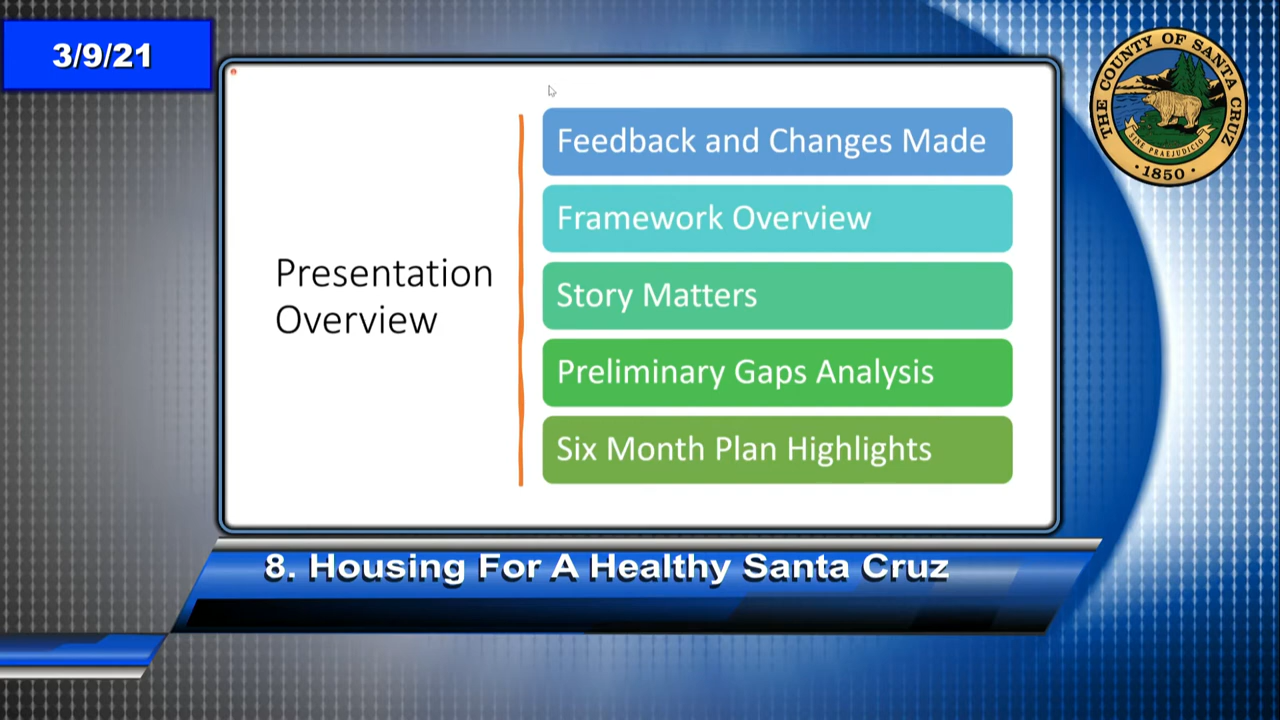 3/9/21
THE COUNTY OF SANTA CRUZ
SINE PRAEJUDICIO
• 1850 •
Presentation
Overview
Feedback and Changes Made
Framework Overview
Story Matters
Preliminary Gaps Analysis
Six Month Plan Highlights
8. Housing For A Healthy Santa Cruz